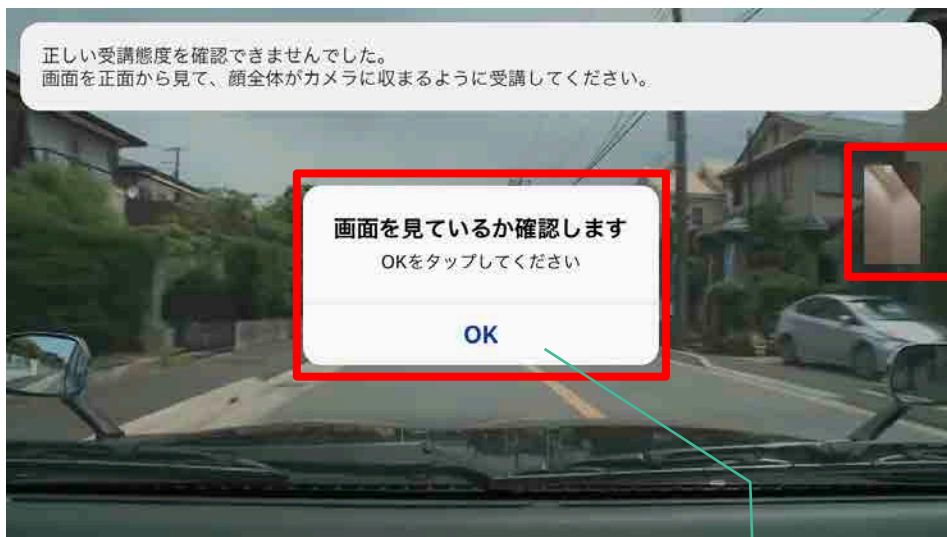 正しい受講態度を確認できませんでした。
画面を正面から見て、顔全体がカメラに収まるように受講してください。
画面を見ているか確認します
OKをタップしてください
OK